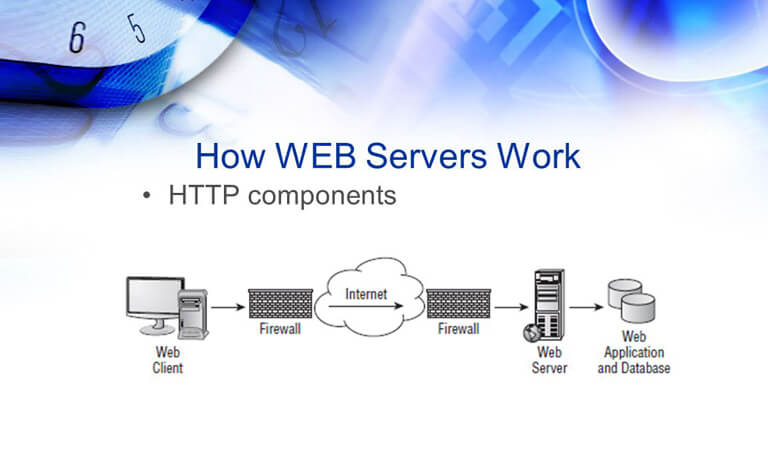 6 5
How WEB Servers Work
• HTTP components
Internet
Firewall
Firewall
Web
Client
Web
Server
Web
Application
and Database